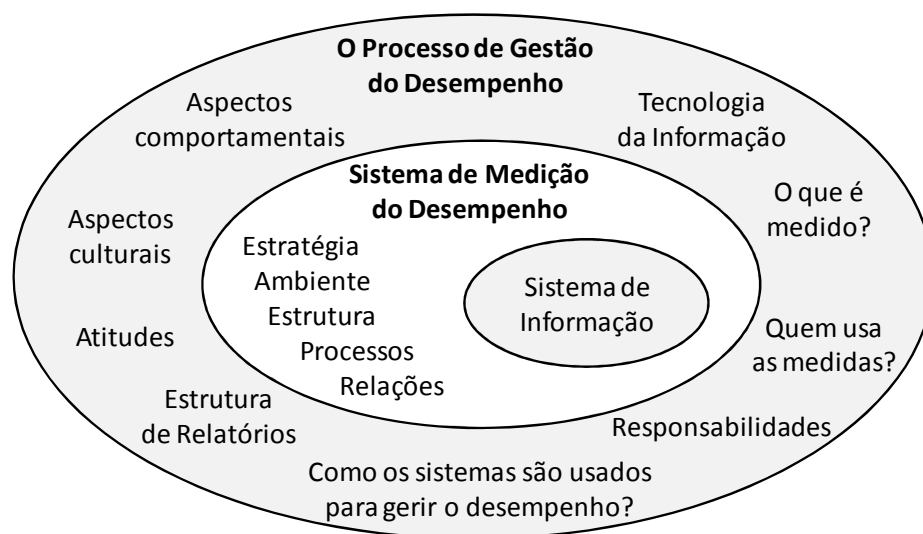 O Processo de Gestão
do Desempenho
Aspectos
comportamentais
Tecnologia
da Informação
Sistema de Medição
do Desempenho
O que é
medido?
Aspectos
culturais
Estratégia
Ambiente
Estrutura
Processos
Relações
Sistema de
Informação
Atitudes
Quem usa
as medidas?
Estrutura
de Relatórios
Responsabilidades
Como os sistemas são usados
para gerir o desempenho?